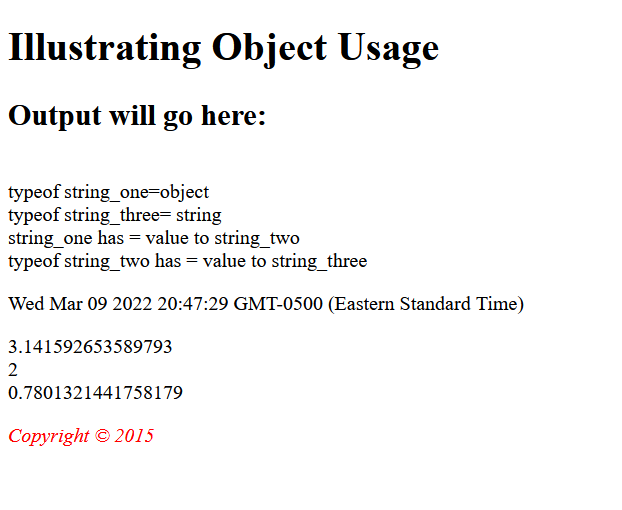 Illustrating Object Usage
Output will go here:
typeof string_one=object
typeof string_three= string
string_one has = value to string_two
typeof string_two has = value to string_three
Wed Mar 09 2022 20:47:29 GMT-0500 (Eastern Standard Time)
3.141592653589793
2
0.7801321441758179
Copyright © 2015